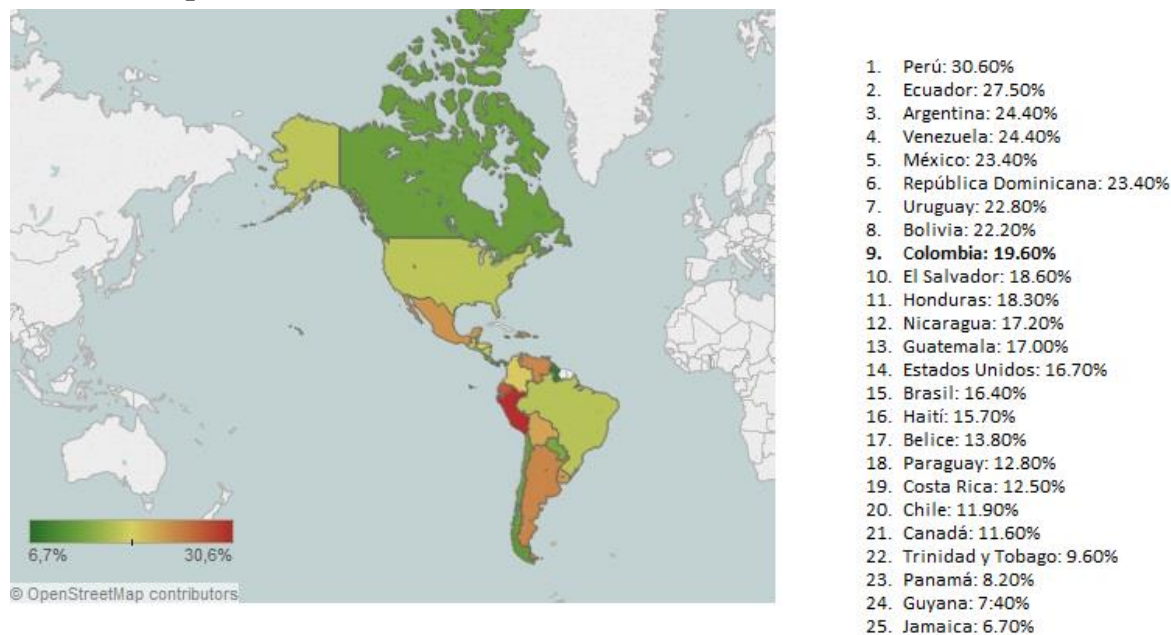 6,7%
30,6%
© OpenStreetMap contributors
1. Perú: 30.60%
2. Ecuador: 27.50%
3. Argentina: 24.40%
4. Venezuela: 24.40%
5. México: 23.40%
6. República Dominicana: 23.40%
7. Uruguay: 22.80%
8. Bolivia: 22.20%
9. Colombia: 19.60%
10. El Salvador: 18.60%
11. Honduras: 18.30%
12. Nicaragua: 17.20%
13. Guatemala: 17.00%
14. Estados Unidos: 16.70%
15. Brasil: 16.40%
16. Haití: 15.70%
17. Belice: 13.80%
18. Paraguay: 12.80%
19. Costa Rica: 12.50%
20. Chile: 11.90%
21. Canadá: 11.60%
22. Trinidad y Tobago: 9.60%
23. Panamá: 8.20%
24. Guyana: 7:40%
25. Jamaica: 6.70%